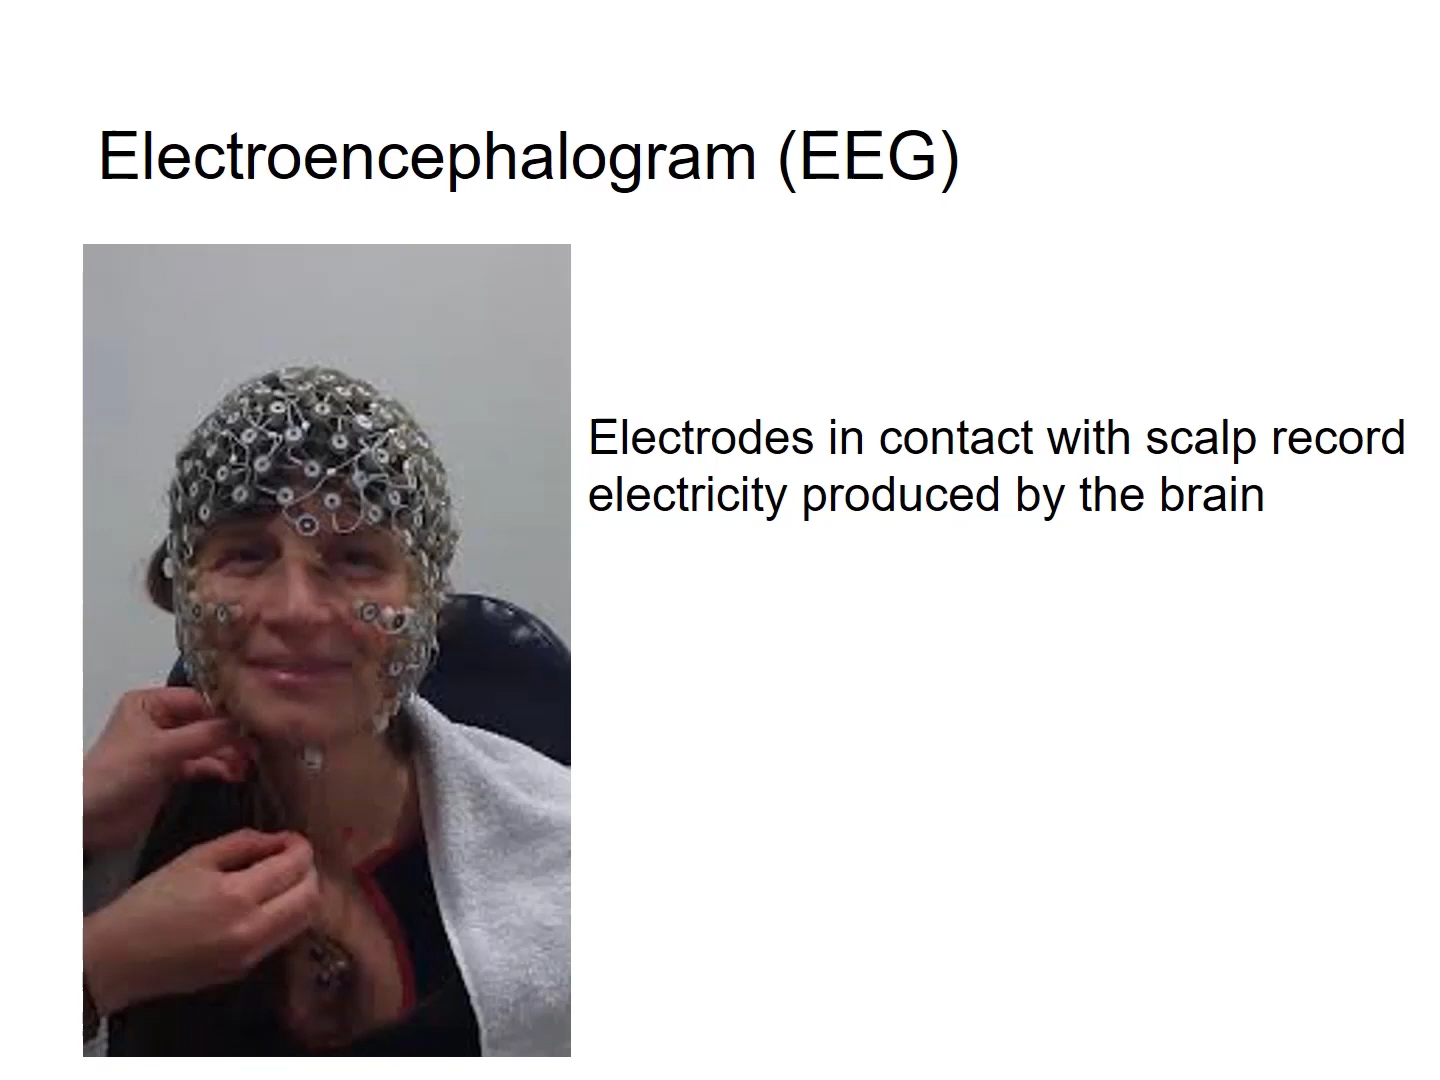 Electroencephalogram (EEG)
Electrodes in contact with scalp record
electricity produced by the brain